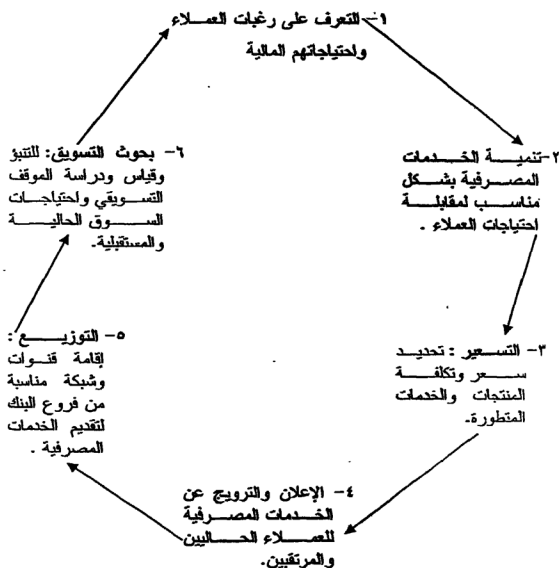 ١- التعرف على رغبات العملاء
واحتياجاتهم المالية
٢- تنمية الخدمات
المصرفية بشكل
مناسب لمقابلة
احتياجات العملاء .
٣- التسعير : تحديد
سعر وتكلفة
المنتجات والخدمات
المتطورة.
٤- الإعلان والترويج عن
الخدمات المصرفية
للعملاء الحاليين
والمرتقبين.
٥- التوزيع :
إقامة قنوات
وشبكة مناسبة
من فروع البنك
لتقديم الخدمات
المصرفية .
٦- بحوث التسويق: للتنبؤ
وقياس ودراسة الموقف
التسويقي واحتياجات
السوق الحالية
والمستقبلية.